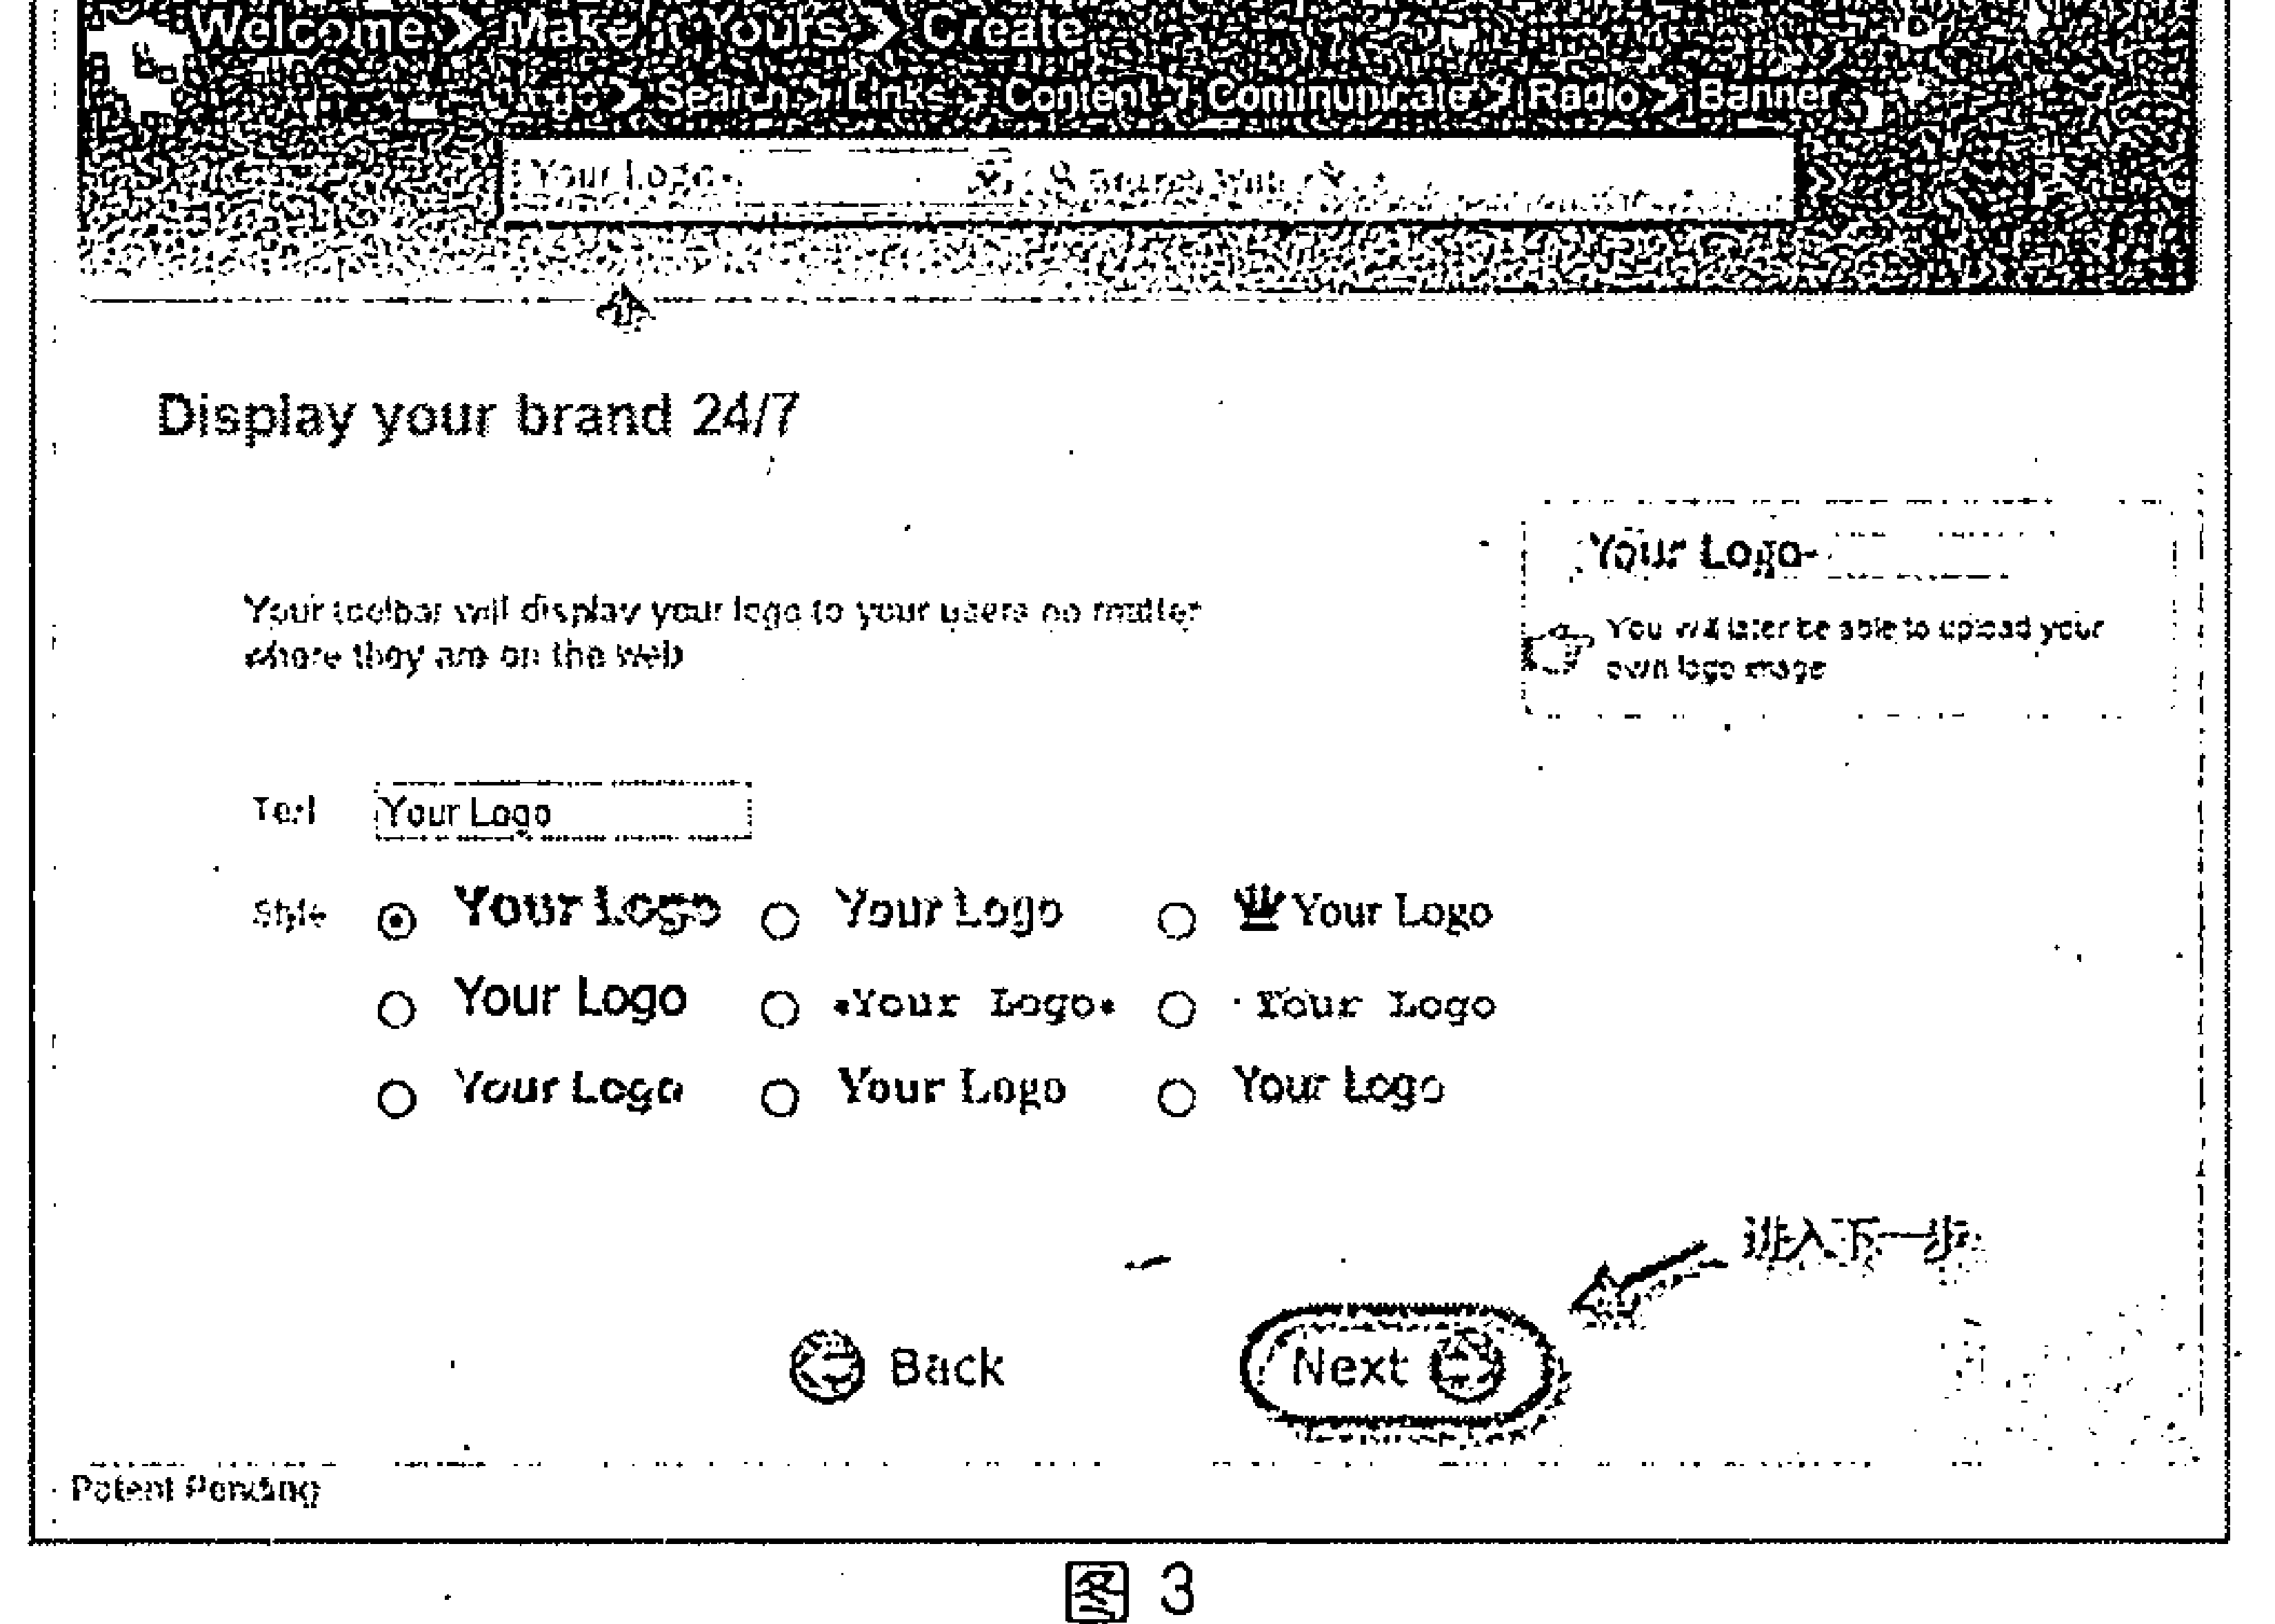 Welcome > Make it Yours > Create
Logo > Search > Links > Content > Communicate > Radio > Banner
Your Logo
Display your brand 24/7
Your Logo
Your toolbar will display your logo to your users no matter
where they are on the web
You will later be able to upload your
own logo image
Text Your Logo
Style Your Logo Your Logo Your Logo
Your Logo •Your Logo• Your Logo
Your Logo Your Logo Your Logo
进入下一步
Back Next
Patent Pending
图 3